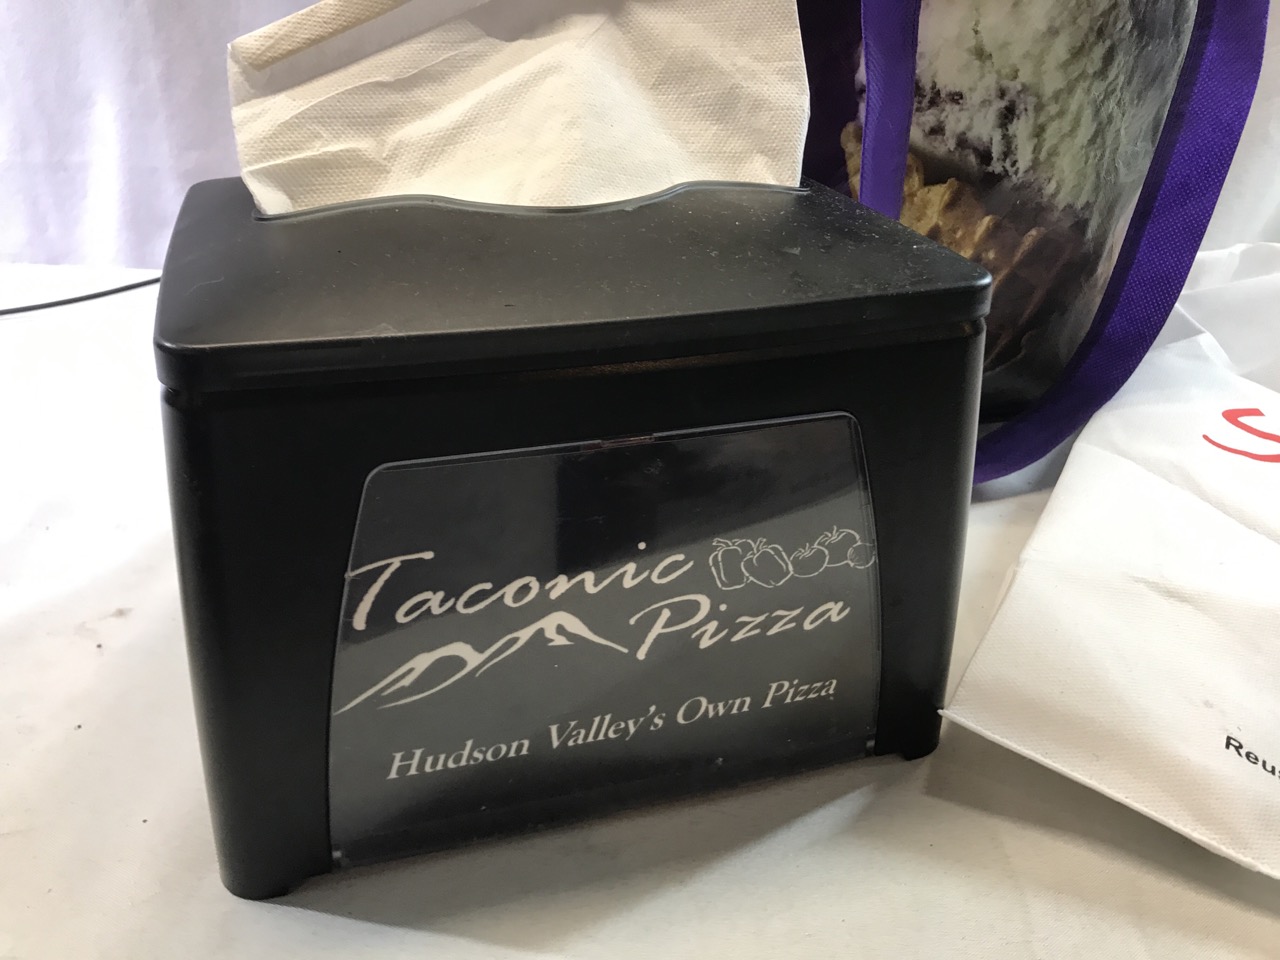 Taconic
Pizza
Hudson Valley's Own Pizza